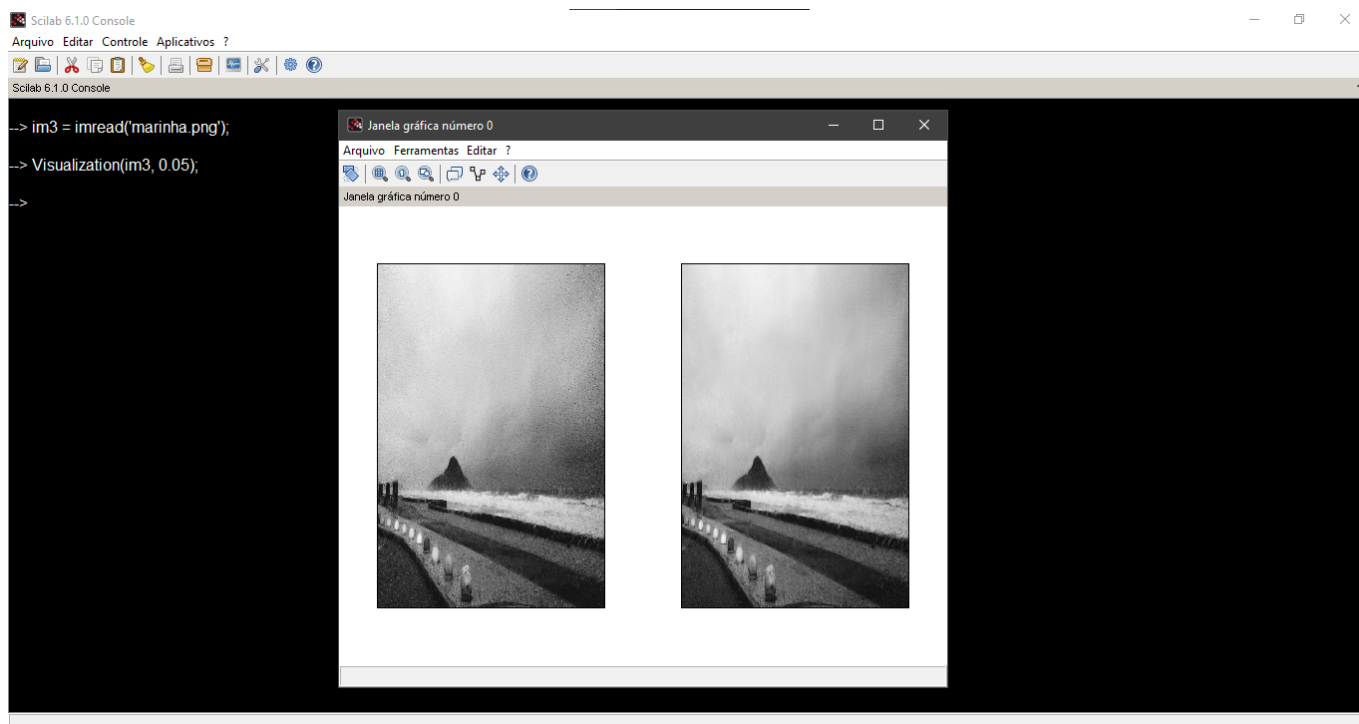 Scilab 6.1.0 Console
Arquivo Editar Controle Aplicativos ?
Scilab 6.1.0 Console
--> im3 = imread('marinha.png');
--> Visualization(im3, 0.05);
-->
Janela gráfica número 0
Arquivo Ferramentas Editar ?
Janela gráfica número 0